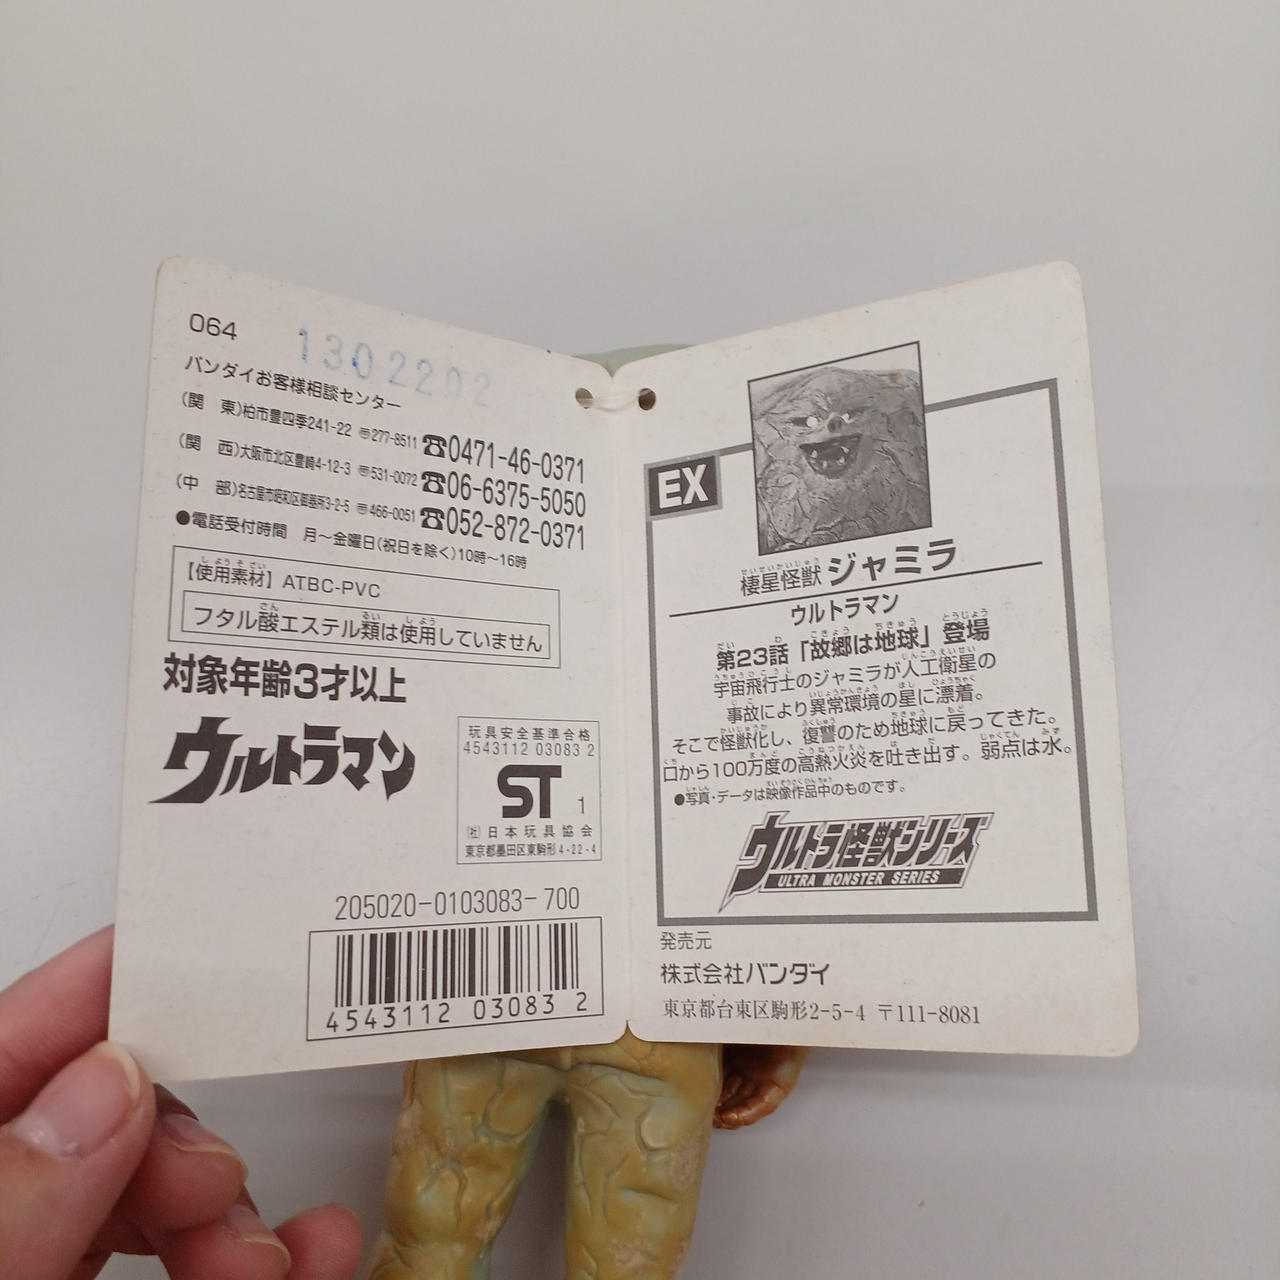 064
1302202
バンダイお客様相談センター
(関 東)柏市豊四季241-22 〠277-8511 ☎0471-46-0371
(関 西)大阪市北区豊崎4-12-3 〠531-0072 ☎06-6375-5050
(中 部)名古屋市昭和区御器所3-2-5 〠466-0051 ☎052-872-0371
●電話受付時間 月〜金曜日(祝日を除く)10時〜16時
【使用素材】ATBC-PVC
フタル酸エステル類は使用していません
対象年齢3才以上
ウルトラマン
玩具安全基準合格
4543112 03083 2
ST 1
(社)日本玩具協会
東京都墨田区東駒形4-22-4
205020-0103083-700
4543112 03083 2
EX
棲星怪獣 ジャミラ
ウルトラマン
第23話「故郷は地球」登場
宇宙飛行士のジャミラが人工衛星の
事故により異常環境の星に漂着。
そこで怪獣化し、復讐のため地球に戻ってきた。
口から100万度の高熱火炎を吐き出す。弱点は水。
●写真・データは映像作品中のものです。
ウルトラ怪獣シリーズ
ULTRA MONSTER SERIES
発売元
株式会社バンダイ
東京都台東区駒形2-5-4 〒111-8081